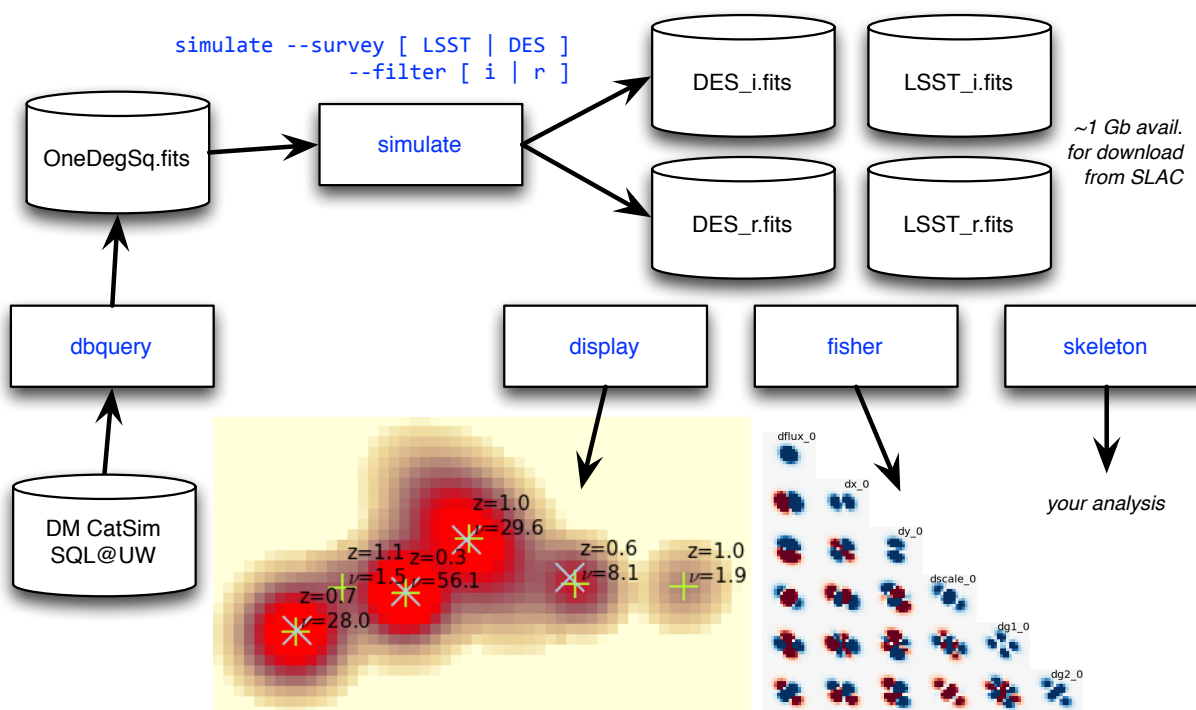 simulate --survey [ LSST | DES ]
--filter [ i | r ]
DES_i.fits
LSST_i.fits
OneDegSq.fits
simulate
~1 Gb avail.
for download
from SLAC
DES_r.fits
LSST_r.fits
dbquery
display
fisher
skeleton
DM CatSim
SQL@UW
z=1.0
ν=29.6
z=1.1
ν=1.5
z=0.3
ν=56.1
z=0.6
ν=8.1
z=1.0
ν=1.9
z=0.7
ν=28.0
dflux_0
dx_0
dy_0
dscale_0
dg1_0
dg2_0
your analysis